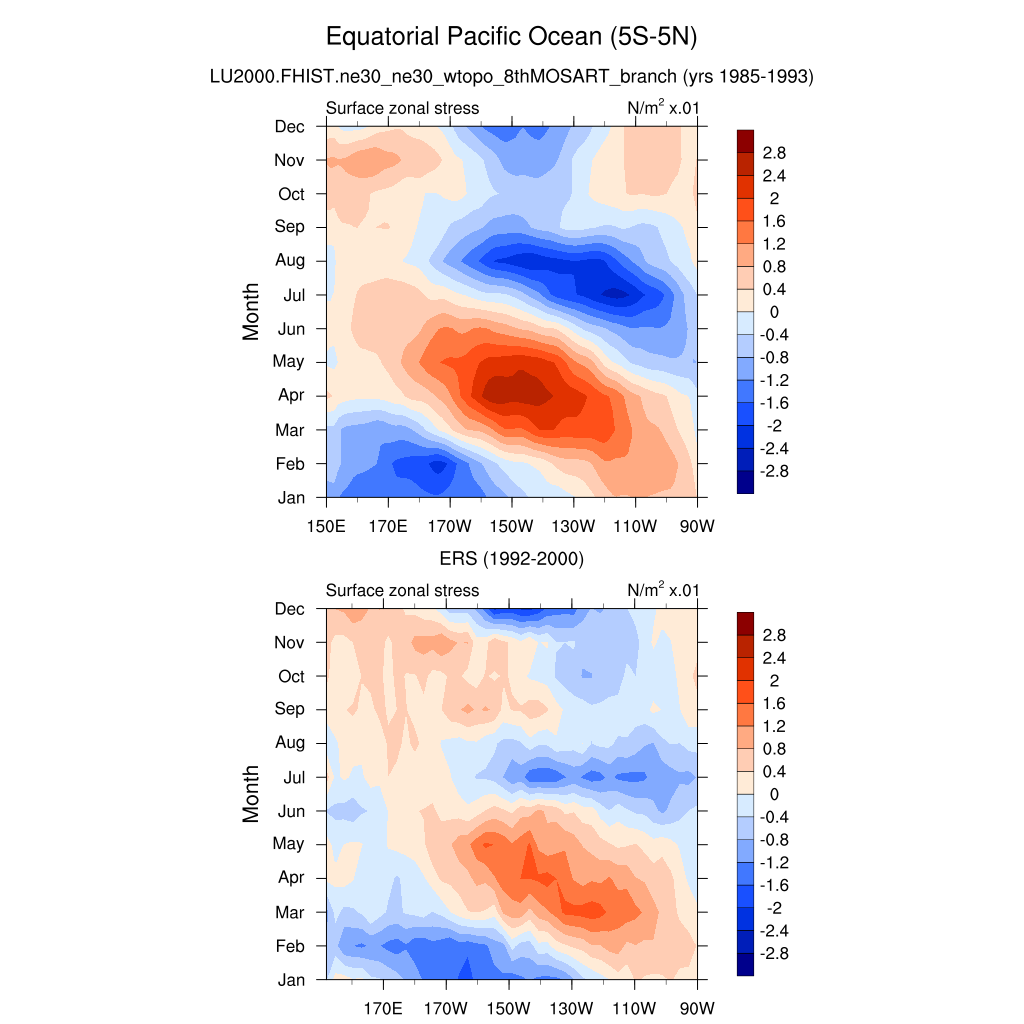 Equatorial Pacific Ocean (5S-5N)
LU2000.FHIST.ne30_ne30_wtopo_8thMOSART_branch (yrs 1985-1993)
Surface zonal stress N/m² x.01
Dec
Nov
Oct
Sep
Aug
Jul
Jun
May
Apr
Mar
Feb
Jan
Month
150E 170E 170W 150W 130W 110W 90W
2.8
2.4
2
1.6
1.2
0.8
0.4
0
-0.4
-0.8
-1.2
-1.6
-2
-2.4
-2.8
ERS (1992-2000)
Surface zonal stress N/m² x.01
Dec
Nov
Oct
Sep
Aug
Jul
Jun
May
Apr
Mar
Feb
Jan
Month
170E 170W 150W 130W 110W 90W
2.8
2.4
2
1.6
1.2
0.8
0.4
0
-0.4
-0.8
-1.2
-1.6
-2
-2.4
-2.8